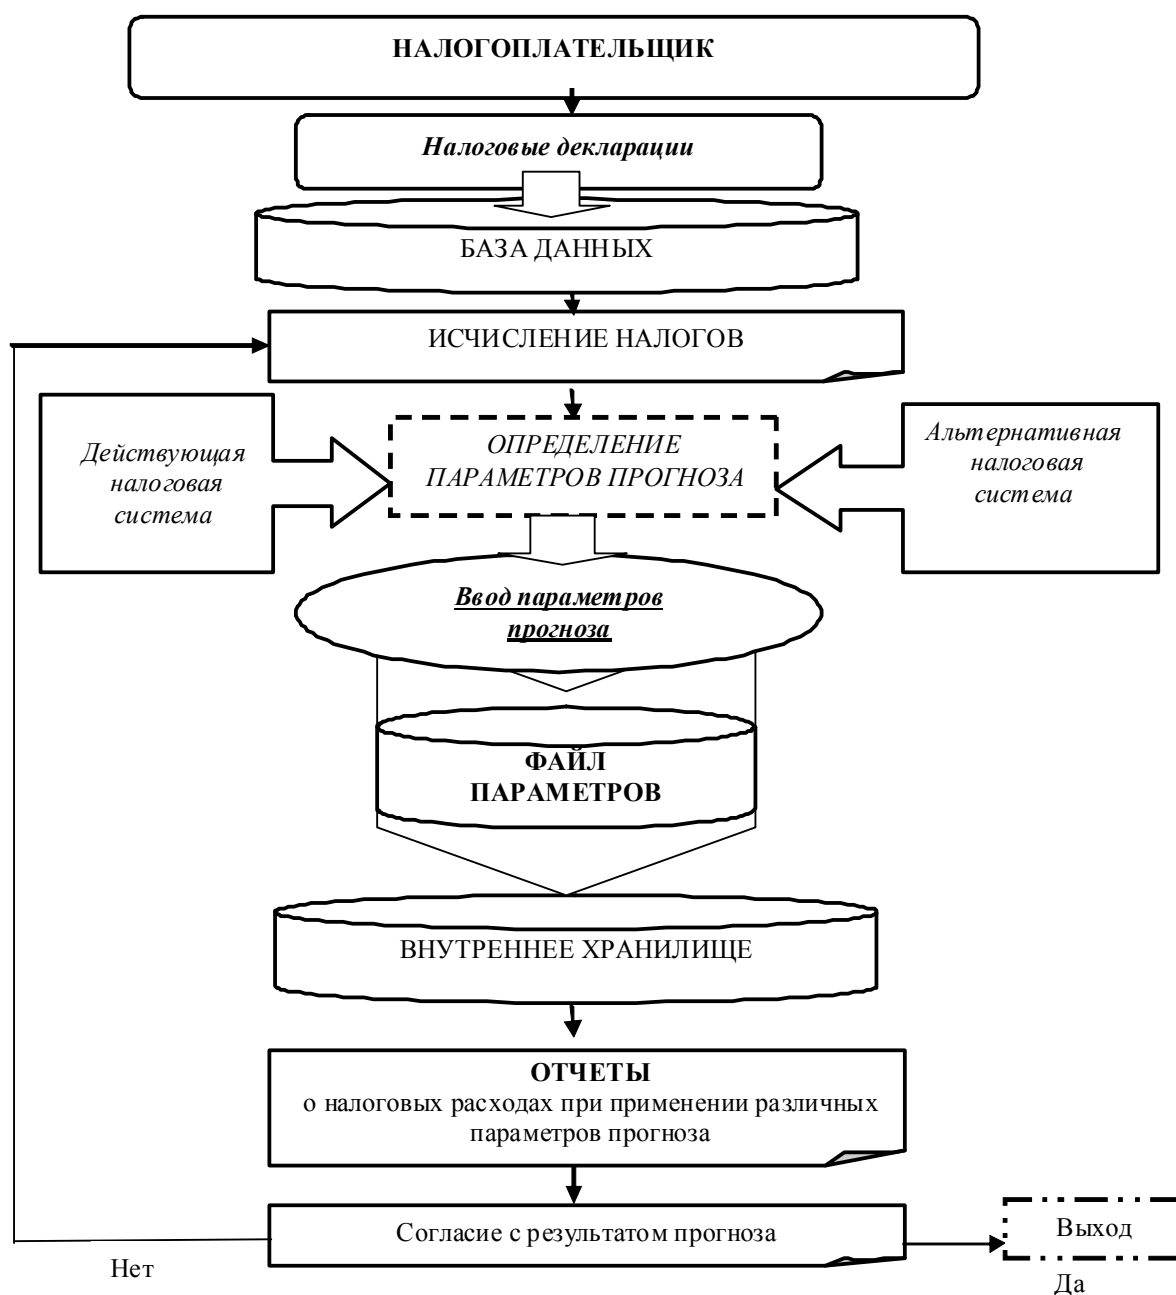 НАЛОГОПЛАТЕЛЬЩИК
Налоговые декларации
БАЗА ДАННЫХ
ИСЧИСЛЕНИЕ НАЛОГОВ
Действующая
налоговая
система
ОПРЕДЕЛЕНИЕ
ПАРАМЕТРОВ ПРОГНОЗА
Альтернативная
налоговая
система
Ввод параметров
прогноза
ФАЙЛ
ПАРАМЕТРОВ
ВНУТРЕННЕЕ ХРАНИЛИЩЕ
ОТЧЕТЫ
о налоговых расходах при применении различных
параметров прогноза
Согласие с результатом прогноза
Выход
Нет
Да